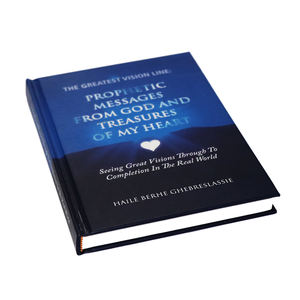 THE GREATEST VISION LINE:
PROPHETIC
MESSAGES
FROM GOD AND
TREASURES
OF MY HEART
Seeing Great Visions Through To
Completion In The Real World
HAILE BERHE GHEBRESLASSIE